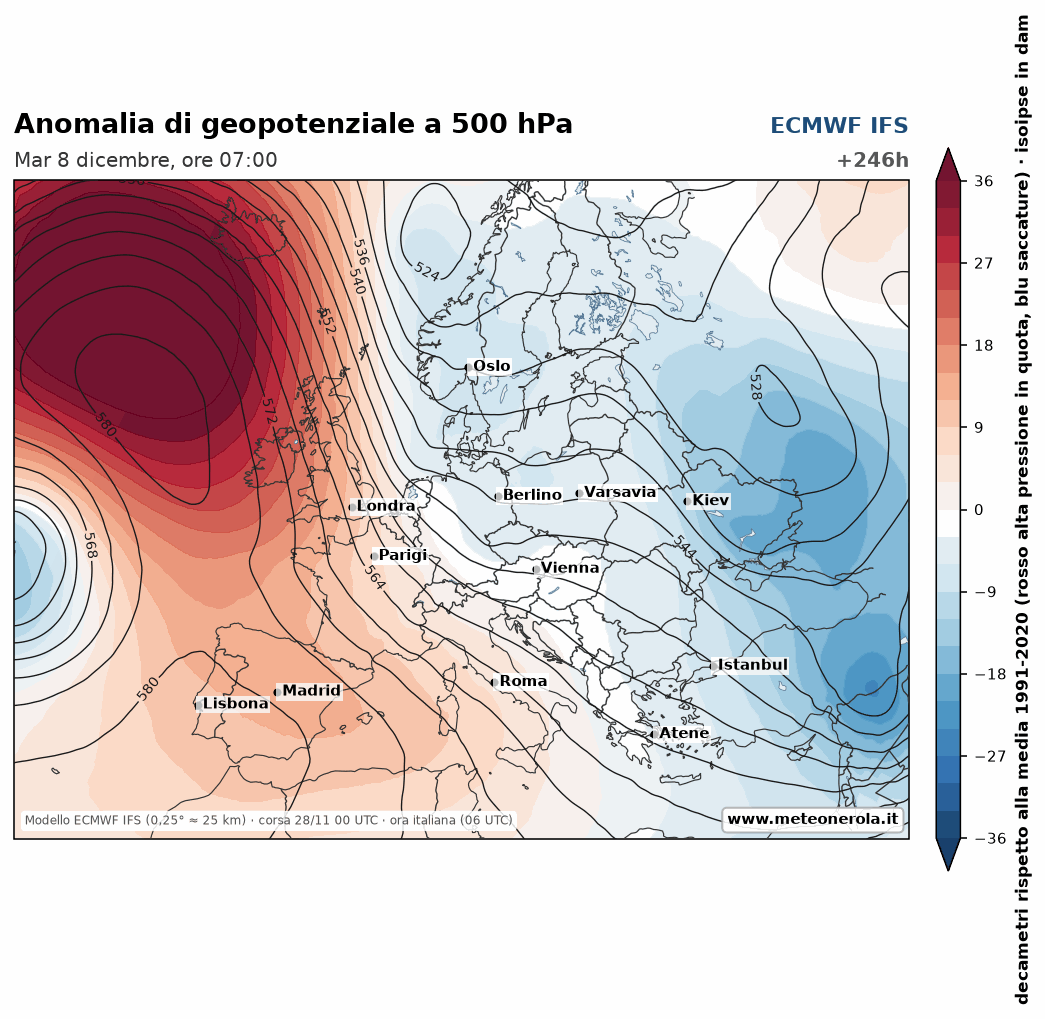 Anomalia di geopotenziale a 500 hPa
ECMWF IFS
Mar 8 dicembre, ore 07:00
+246h
536
540
524
552
528
572
580
568
544
564
580
Oslo
Londra
Berlino
Varsavia
Kiev
Parigi
Vienna
Istanbul
Roma
Madrid
Lisbona
Atene
Modello ECMWF IFS (0,25° ≈ 25 km) · corsa 28/11 00 UTC · ora italiana (06 UTC)
www.meteonerola.it
36
27
18
9
0
−9
−18
−27
−36
decametri rispetto alla media 1991-2020 (rosso alta pressione in quota, blu saccature) · isoipse in dam